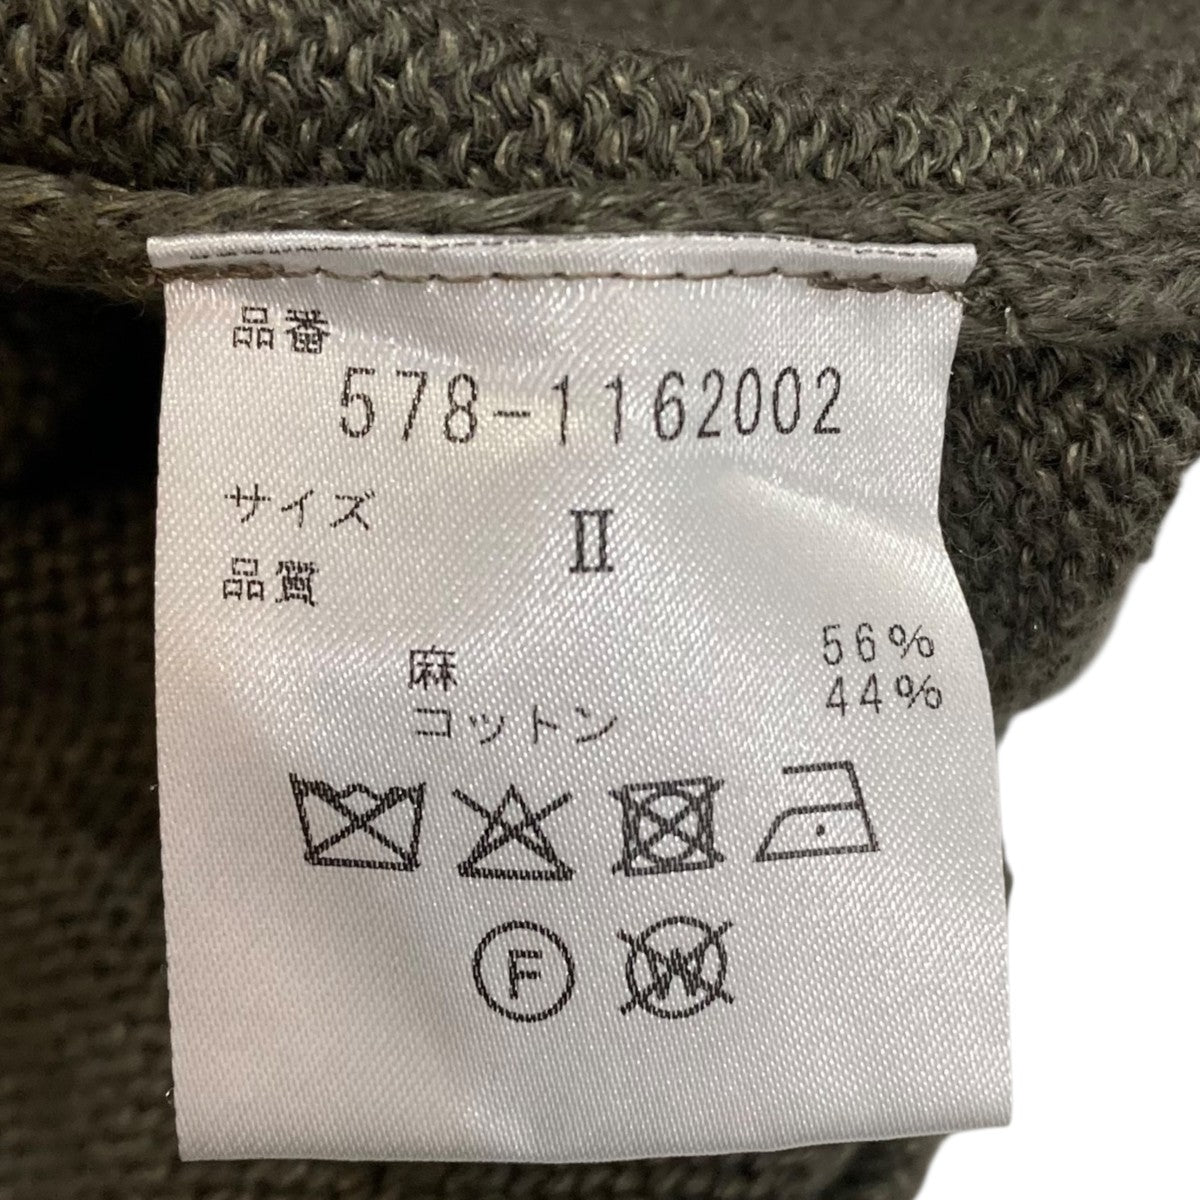 品番
578-1162002
サイズ II
品質
麻 56%
コットン 44%
F W